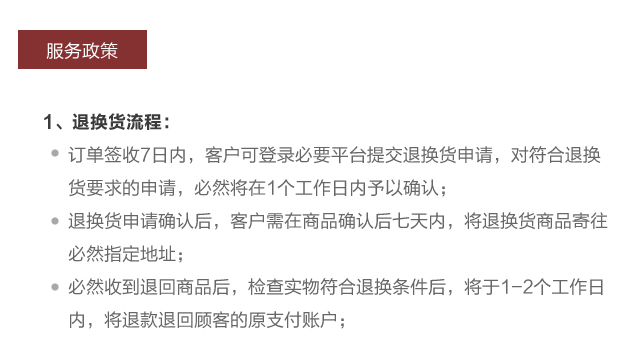 服务政策
1、退换货流程：
订单签收7日内，客户可登录必要平台提交退换货申请，对符合退换
货要求的申请，必然将在1个工作日内予以确认；
退换货申请确认后，客户需在商品确认后七天内，将退换货商品寄往
必然指定地址；
必然收到退回商品后，检查实物符合退换条件后，将于1-2个工作日
内，将退款退回顾客的原支付账户；